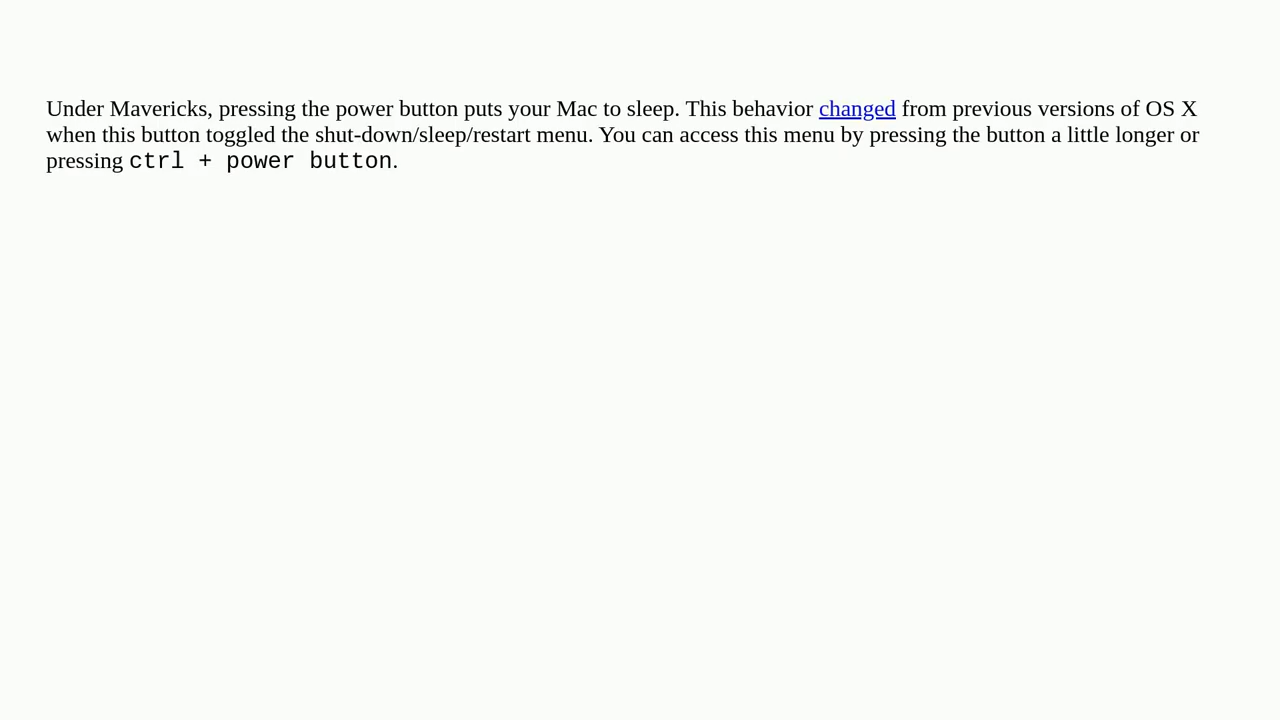 Under Mavericks, pressing the power button puts your Mac to sleep. This behavior changed from previous versions of OS X
when this button toggled the shut-down/sleep/restart menu. You can access this menu by pressing the button a little longer or
pressing ctrl + power button.